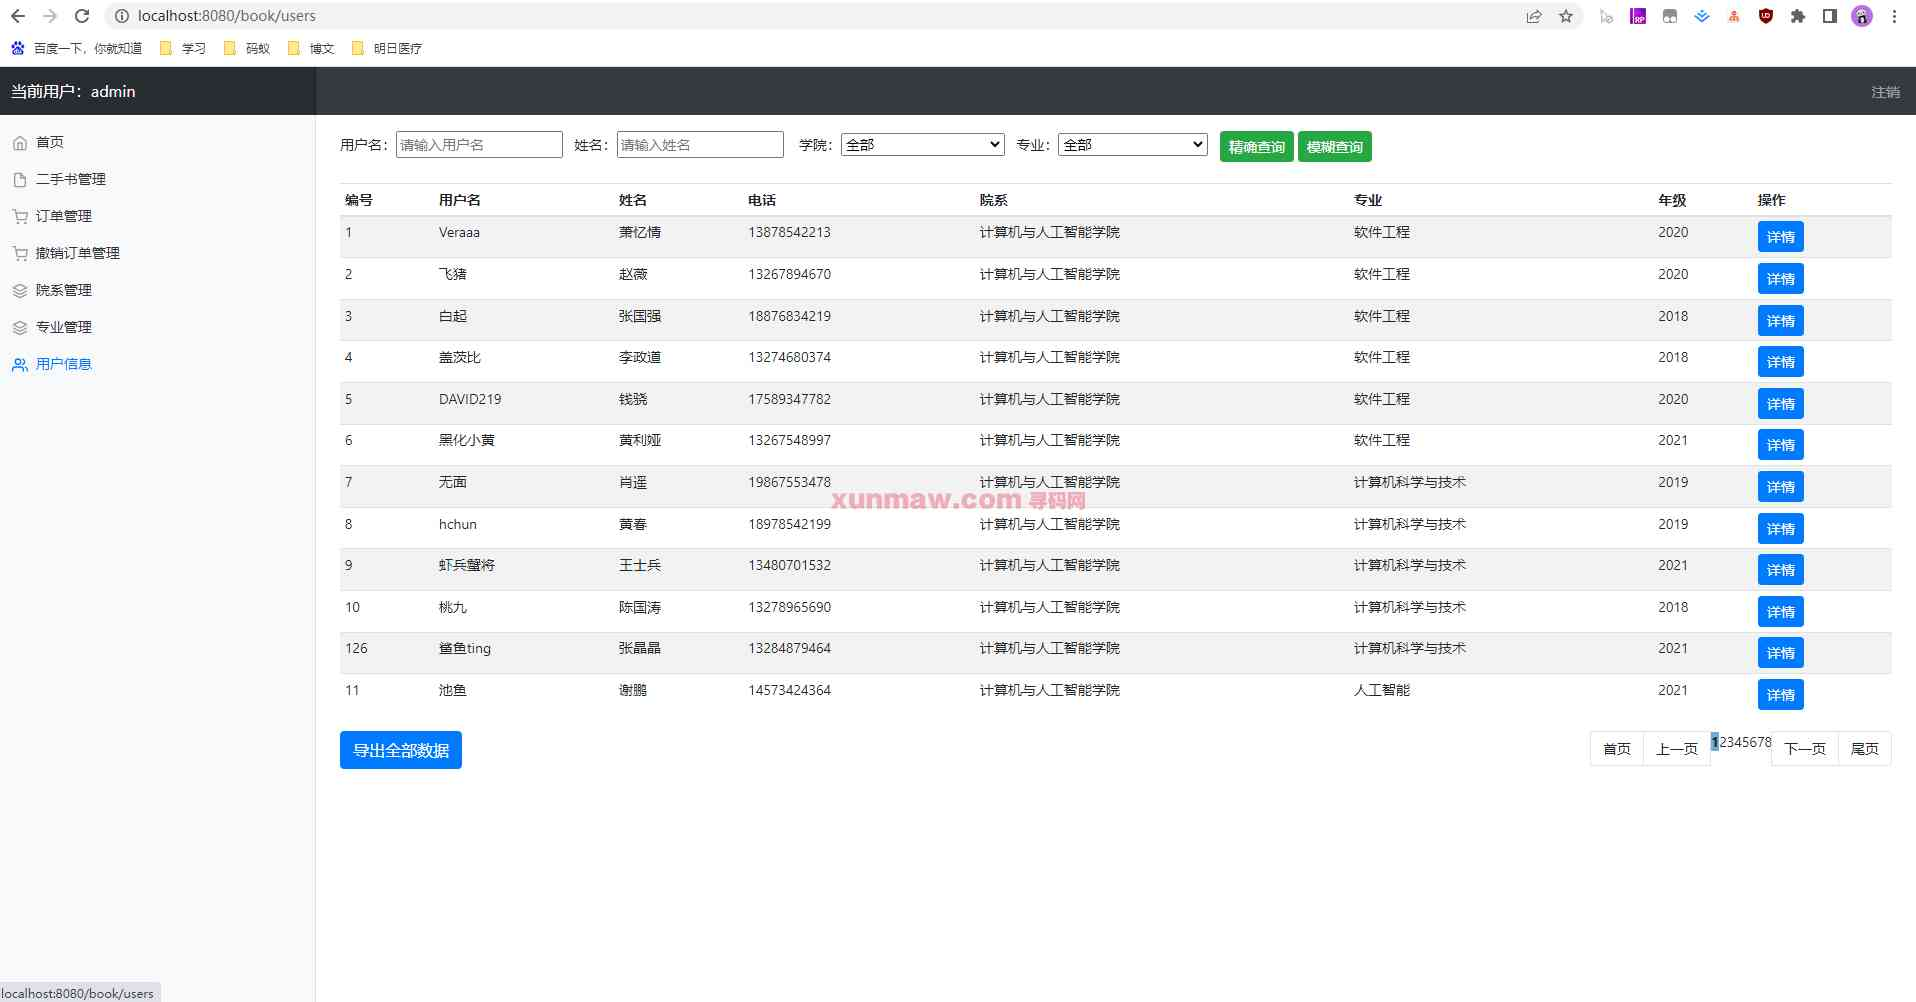 localhost:8080/book/users
百度一下，你就知道 学习 码蚁 博文 明日医疗
当前用户：admin 注销
首页
二手书管理
订单管理
撤销订单管理
院系管理
专业管理
用户信息
用户名： 请输入用户名 姓名： 请输入姓名 学院： 全部 专业： 全部 精确查询 模糊查询
编号 用户名 姓名 电话 院系 专业 年级 操作
1 Veraaa 萧忆情 13878542213 计算机与人工智能学院 软件工程 2020 详情
2 飞猪 赵薇 13267894670 计算机与人工智能学院 软件工程 2020 详情
3 白起 张国强 18876834219 计算机与人工智能学院 软件工程 2018 详情
4 盖茨比 李政道 13274680374 计算机与人工智能学院 软件工程 2018 详情
5 DAVID219 钱骁 17589347782 计算机与人工智能学院 软件工程 2020 详情
6 黑化小黄 黄利娅 13267548997 计算机与人工智能学院 软件工程 2021 详情
7 无面 肖遥 19867553478 计算机与人工智能学院 计算机科学与技术 2019 详情
xunmaw.com 寻码网
8 hchun 黄春 18978542199 计算机与人工智能学院 计算机科学与技术 2019 详情
9 虾兵蟹将 王士兵 13480701532 计算机与人工智能学院 计算机科学与技术 2021 详情
10 桃九 陈国涛 13278965690 计算机与人工智能学院 计算机科学与技术 2018 详情
126 鲨鱼ting 张晶晶 13284879464 计算机与人工智能学院 计算机科学与技术 2021 详情
11 池鱼 谢鹏 14573424364 计算机与人工智能学院 人工智能 2021 详情
导出全部数据 首页 上一页 12345678 下一页 尾页
localhost:8080/book/users